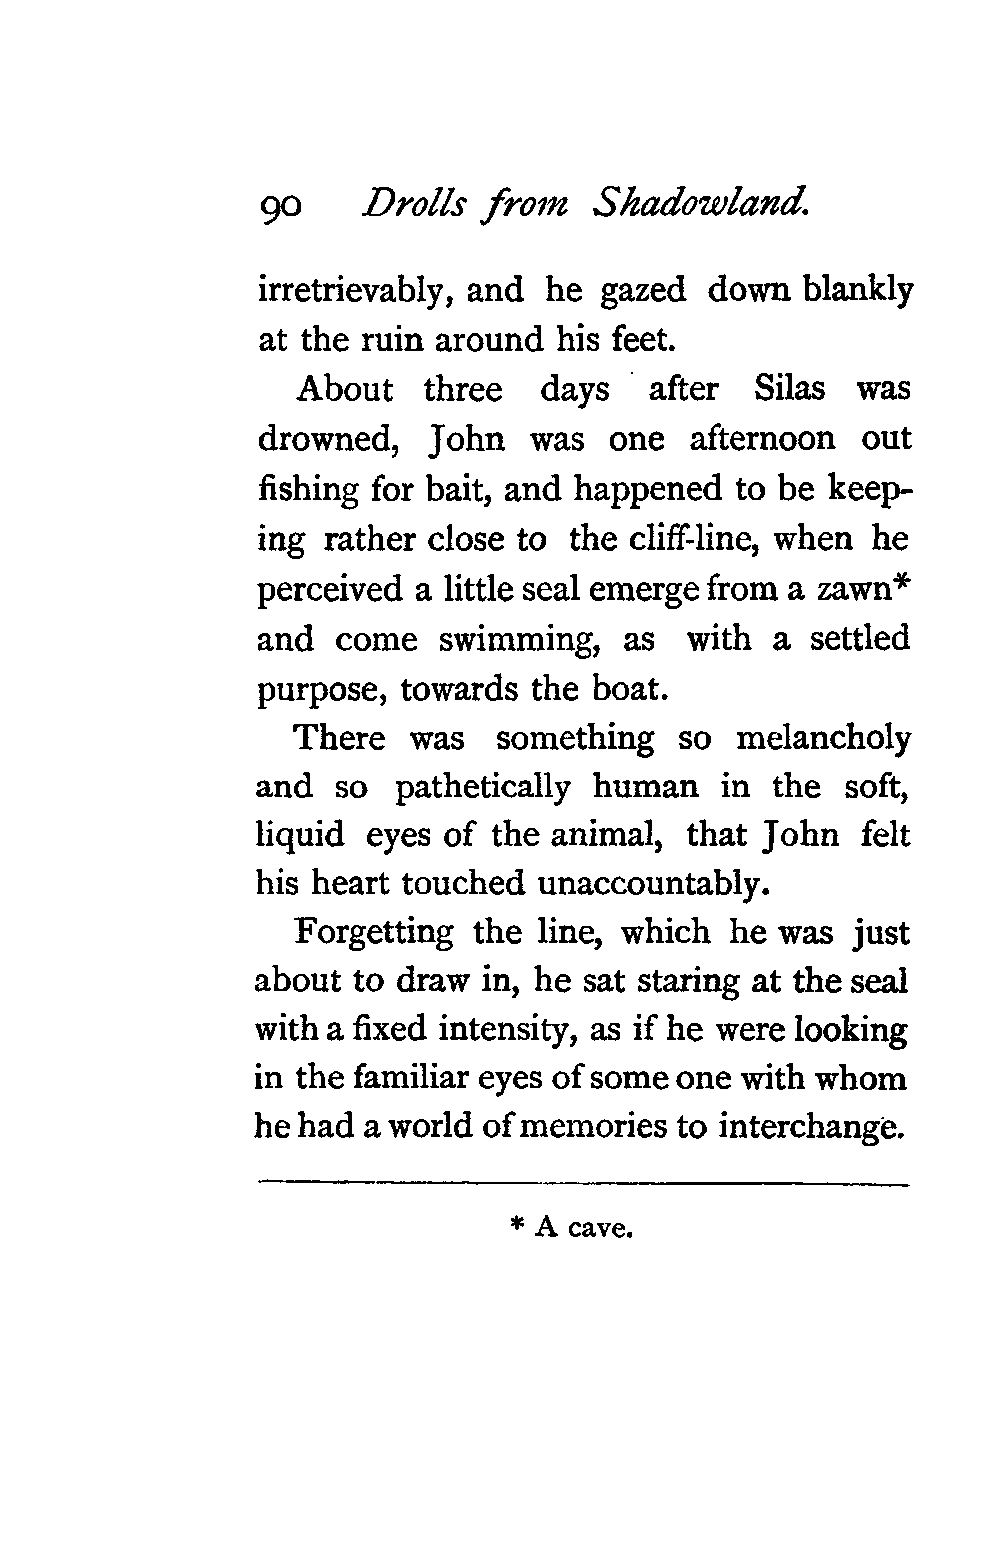 90 Drolls from Shadowland.
irretrievably, and he gazed down blankly
at the ruin around his feet.
About three days after Silas was
drowned, John was one afternoon out
fishing for bait, and happened to be keep-
ing rather close to the cliff-line, when he
perceived a little seal emerge from a zawn*
and come swimming, as with a settled
purpose, towards the boat.
There was something so melancholy
and so pathetically human in the soft,
liquid eyes of the animal, that John felt
his heart touched unaccountably.
Forgetting the line, which he was just
about to draw in, he sat staring at the seal
with a fixed intensity, as if he were looking
in the familiar eyes of some one with whom
he had a world of memories to interchange.
* A cave.